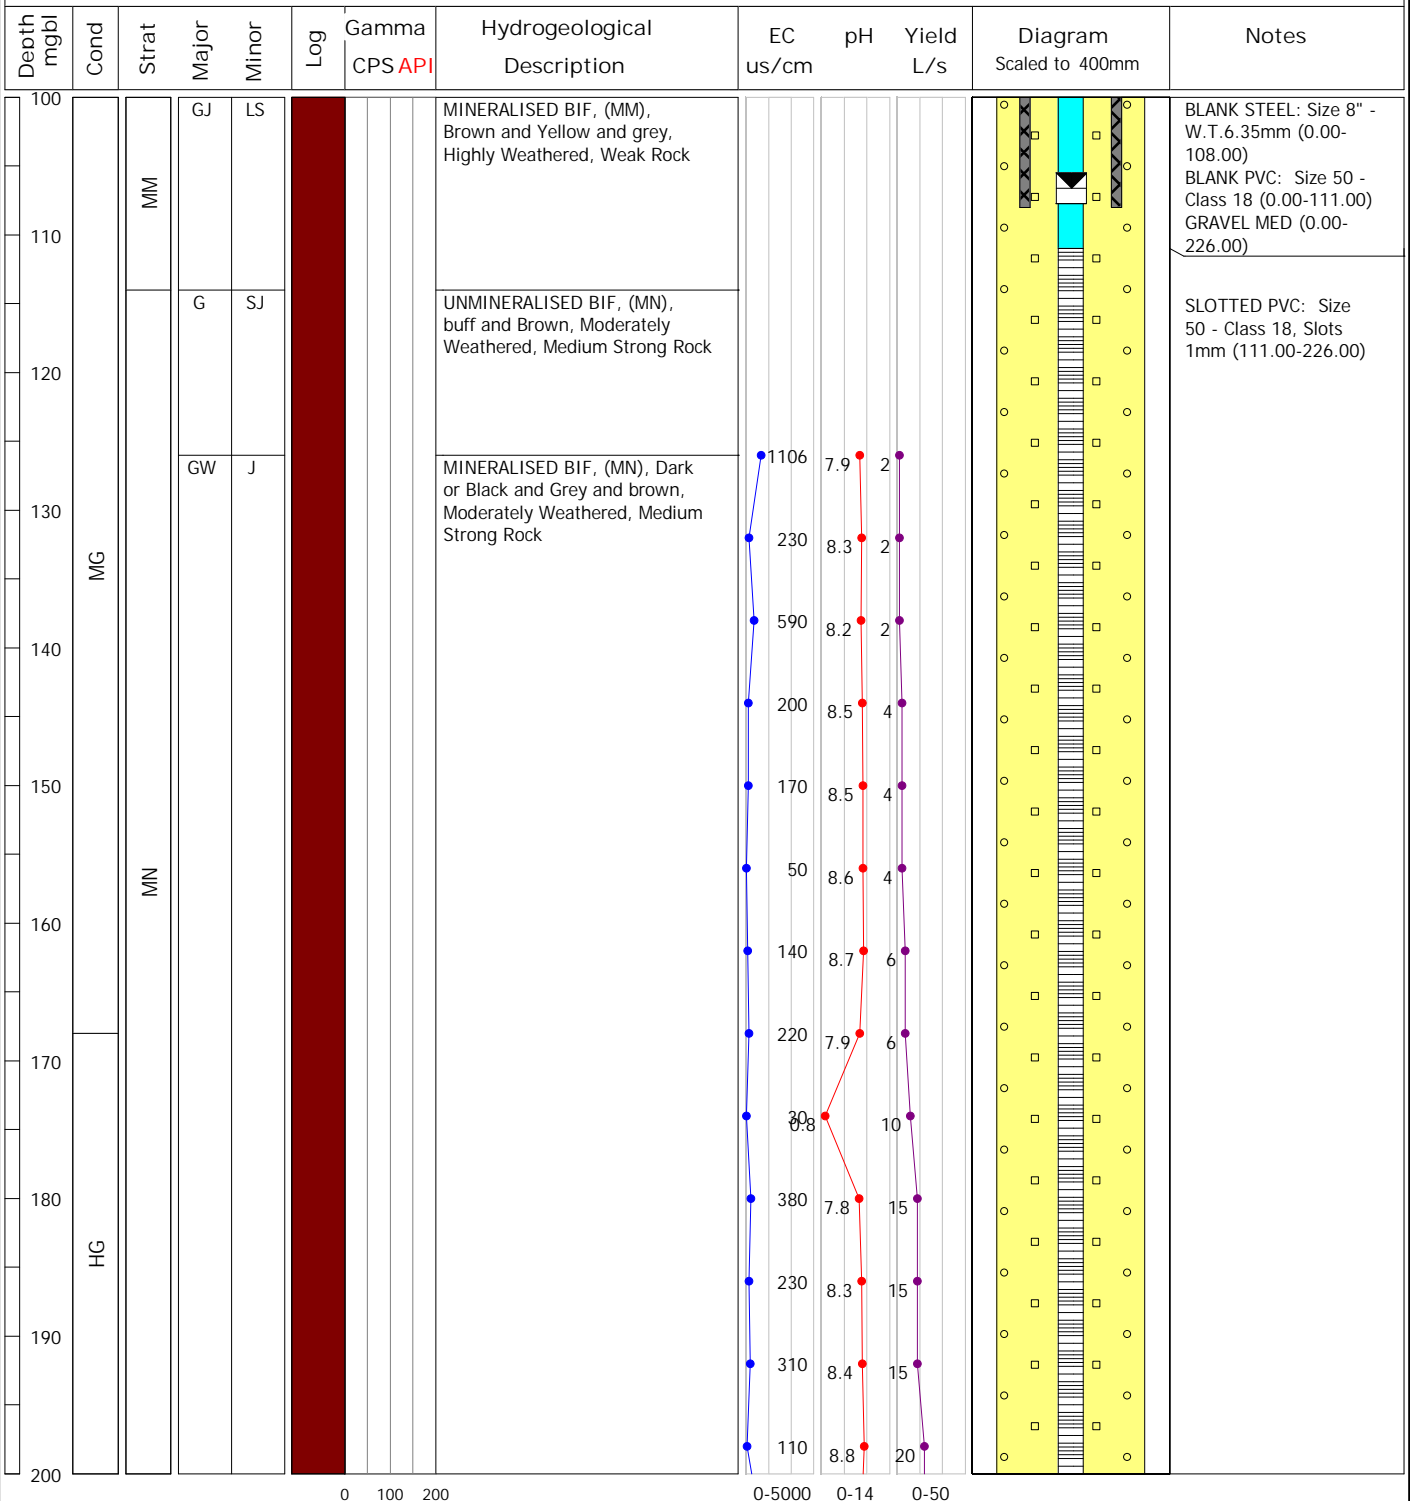 Depth mgbl
Cond
Strat
Major
Minor
Log
Gamma
CPS API
Hydrogeological
Description
EC
us/cm
pH
Yield
L/s
Diagram
Scaled to 400mm
Notes
100
110
120
130
140
150
160
170
180
190
200
MG
HG
MM
MN
GJ LS
G SJ
GW J
MINERALISED BIF, (MM),
Brown and Yellow and grey,
Highly Weathered, Weak Rock
UNMINERALISED BIF, (MN),
buff and Brown, Moderately
Weathered, Medium Strong Rock
MINERALISED BIF, (MN), Dark
or Black and Grey and brown,
Moderately Weathered, Medium
Strong Rock
1106 7.9 2
230 8.3 2
590 8.2 2
200 8.5 4
170 8.5 4
50 8.6 4
140 8.7 6
220 7.9 6
30 0.8 10
380 7.8 15
230 8.3 15
310 8.4 15
110 8.8 20
BLANK STEEL: Size 8" -
W.T.6.35mm (0.00-
108.00)
BLANK PVC: Size 50 -
Class 18 (0.00-111.00)
GRAVEL MED (0.00-
226.00)
SLOTTED PVC: Size
50 - Class 18, Slots
1mm (111.00-226.00)
0 100 200
0-5000 0-14 0-50